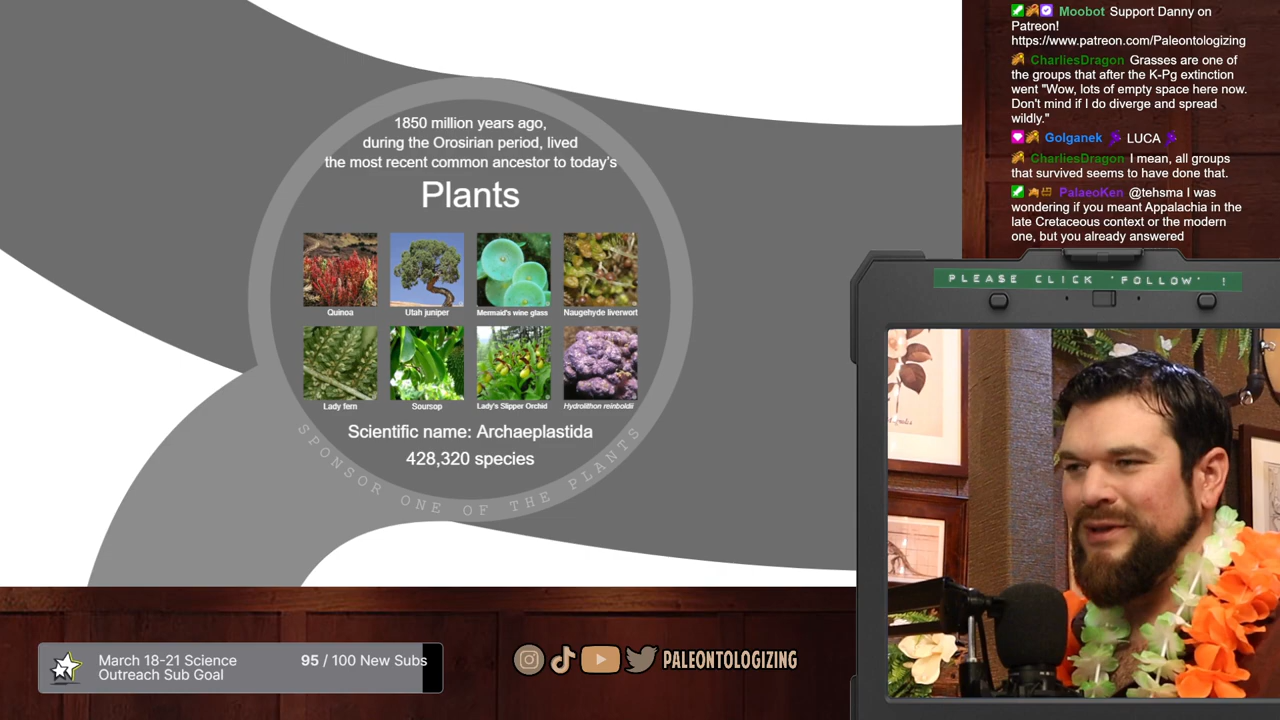 1850 million years ago,
during the Orosirian period, lived
the most recent common ancestor to today's
Plants
Quinoa
Utah juniper
Mermaid's wine glass
Naugehyde liverwort
Lady fern
Soursop
Lady's Slipper Orchid
Hydrolithon reinboldii
Scientific name: Archaeplastida
428,320 species
SPONSOR ONE OF THE PLANTS
Moobot Support Danny on
Patreon!
https://www.patreon.com/Paleontologizing
CharliesDragon Grasses are one of
the groups that after the K-Pg extinction
went "Wow, lots of empty space here now.
Don't mind if I do diverge and spread
wildly."
Golganek LUCA
CharliesDragon I mean, all groups
that survived seems to have done that.
PalaeoKen @tehsma I was
wondering if you meant Appalachia in the
late Cretaceous context or the modern
one, but you already answered
PLEASE CLICK 'FOLLOW' !
March 18-21 Science
Outreach Sub Goal
95 / 100 New Subs
PALEONTOLOGIZING